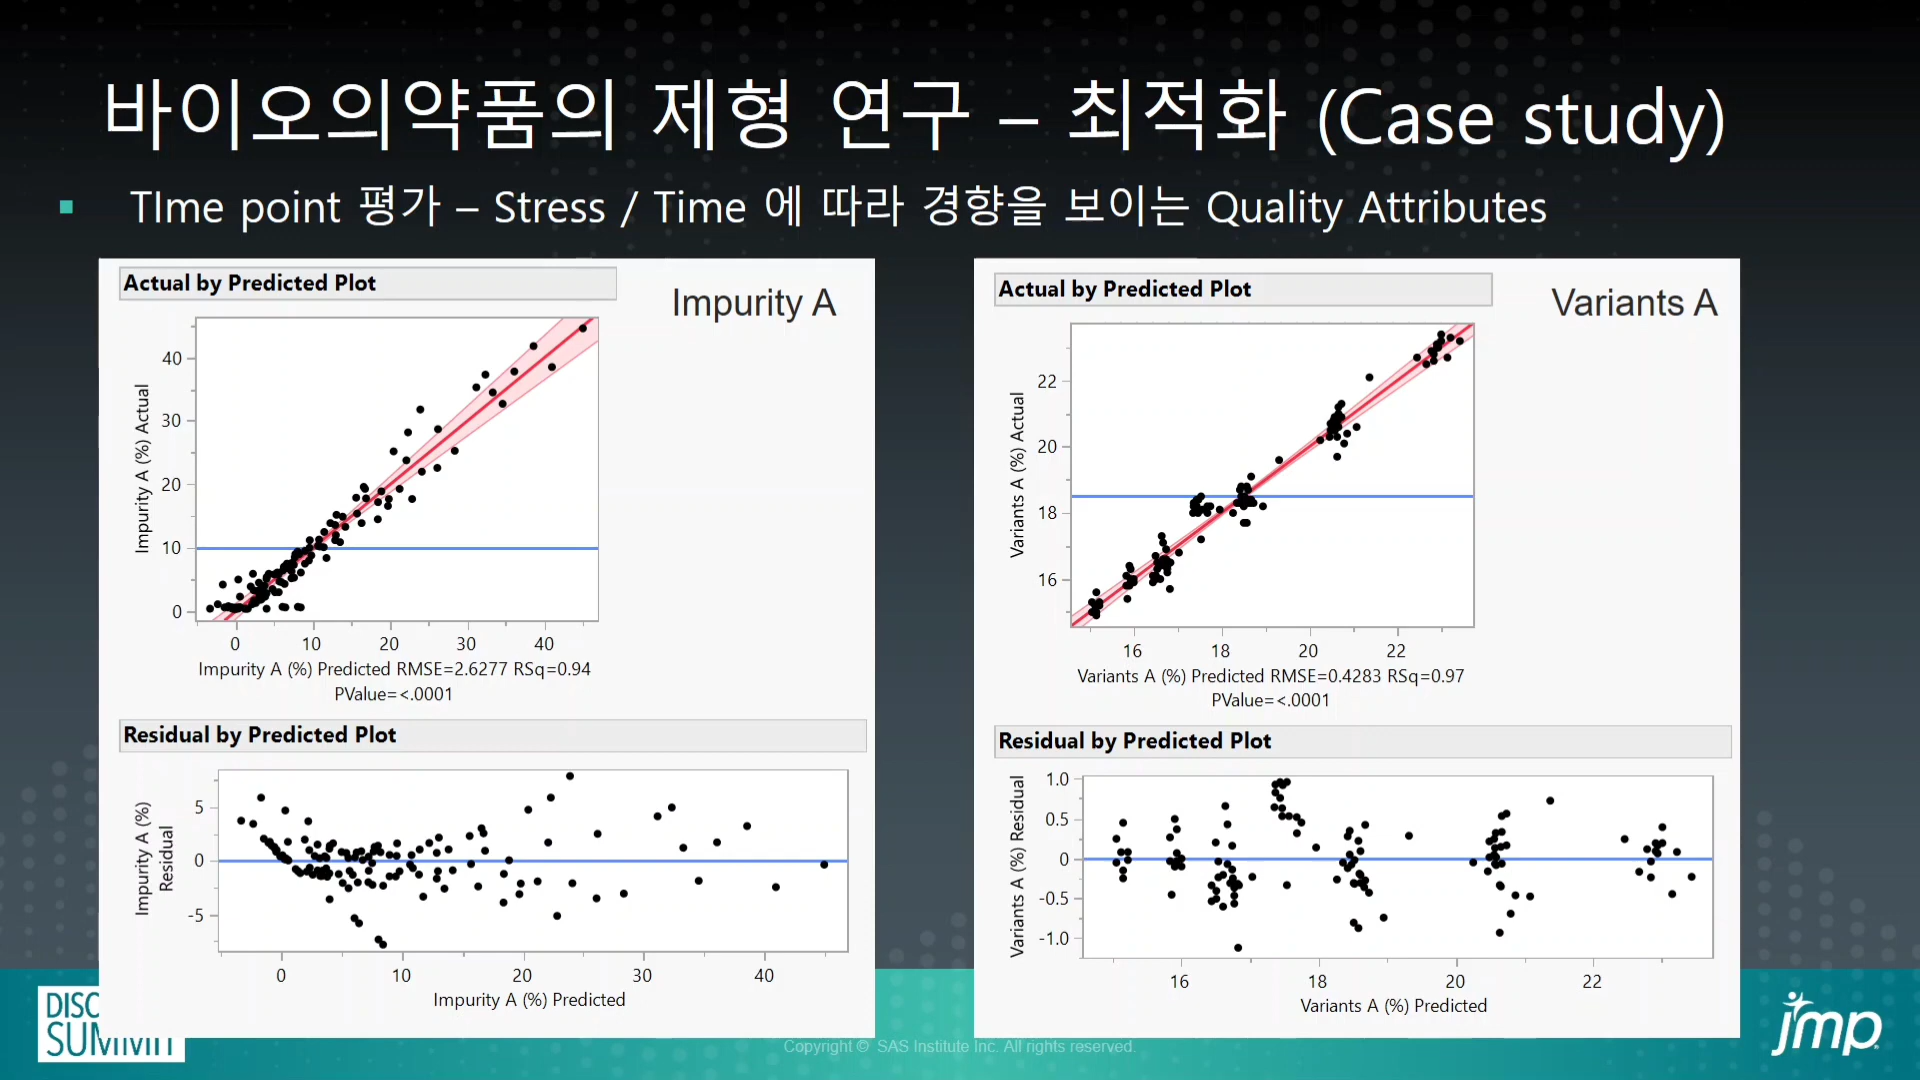 바이오의약품의 제형 연구 – 최적화 (Case study)
▪ TIme point 평가 – Stress / Time 에 따라 경향을 보이는 Quality Attributes
Actual by Predicted Plot
Impurity A
Impurity A (%) Actual
40
30
20
10
0
0 10 20 30 40
Impurity A (%) Predicted RMSE=2.6277 RSq=0.94
PValue=<.0001
Residual by Predicted Plot
Impurity A (%)
Residual
5
0
-5
0 10 20 30 40
Impurity A (%) Predicted
Actual by Predicted Plot
Variants A
Variants A (%) Actual
22
20
18
16
16 18 20 22
Variants A (%) Predicted RMSE=0.4283 RSq=0.97
PValue=<.0001
Residual by Predicted Plot
Variants A (%) Residual
1.0
0.5
0
-0.5
-1.0
16 18 20 22
Variants A (%) Predicted
DISC
SUMMIT
Copyright © SAS Institute Inc. All rights reserved.
jmp